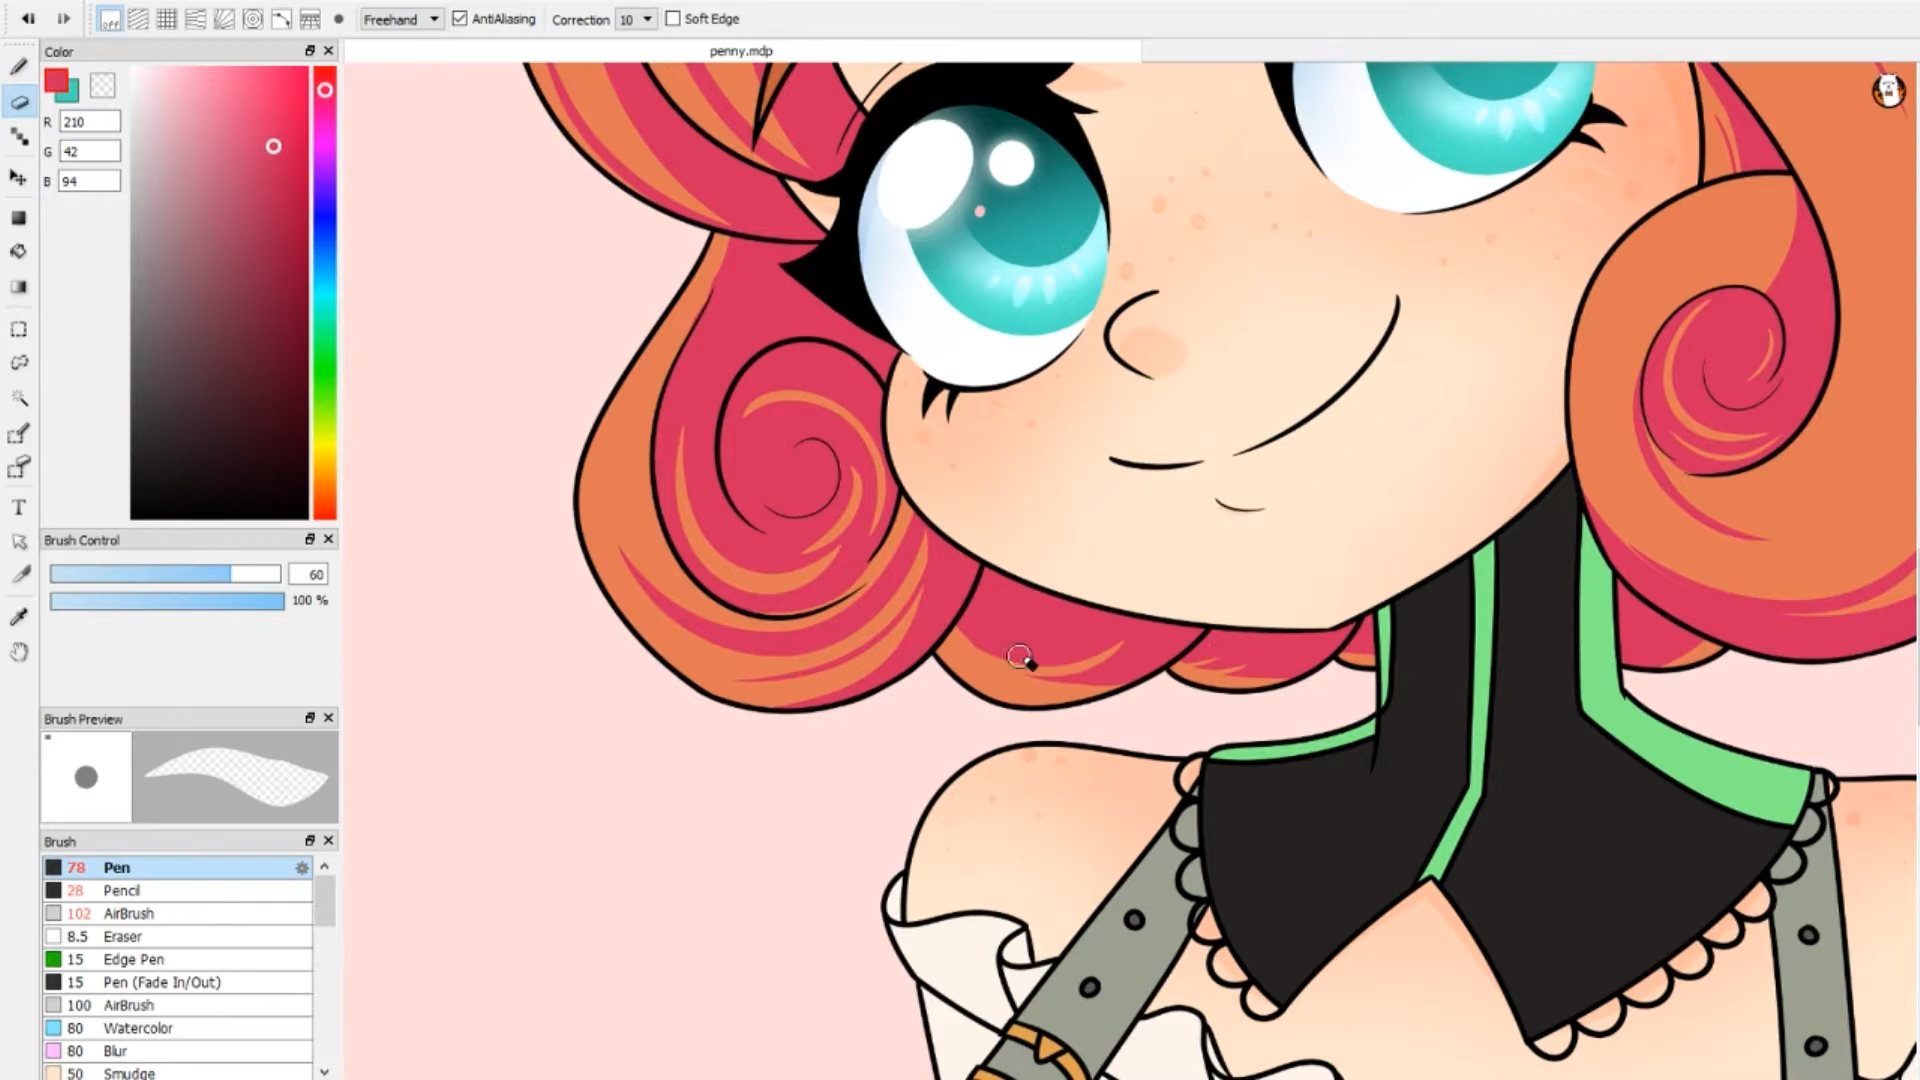 off
Freehand
AntiAliasing
Correction
10
Soft Edge
Color
penny.mdp
R
210
G
42
B
94
Brush Control
60
100 %
Brush Preview
T
Brush
78 Pen
28 Pencil
102 AirBrush
8.5 Eraser
15 Edge Pen
15 Pen (Fade In/Out)
100 AirBrush
80 Watercolor
80 Blur
50 Smudge